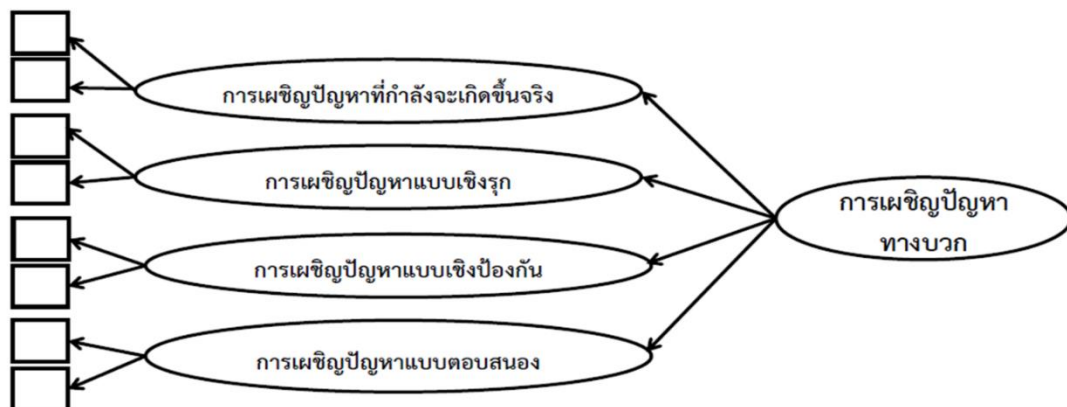 การเผชิญปัญหาที่กำลังจะเกิดขึ้นจริง
การเผชิญปัญหาแบบเชิงรุก
การเผชิญปัญหาแบบเชิงป้องกัน
การเผชิญปัญหาแบบตอบสนอง
การเผชิญปัญหา
ทางบวก